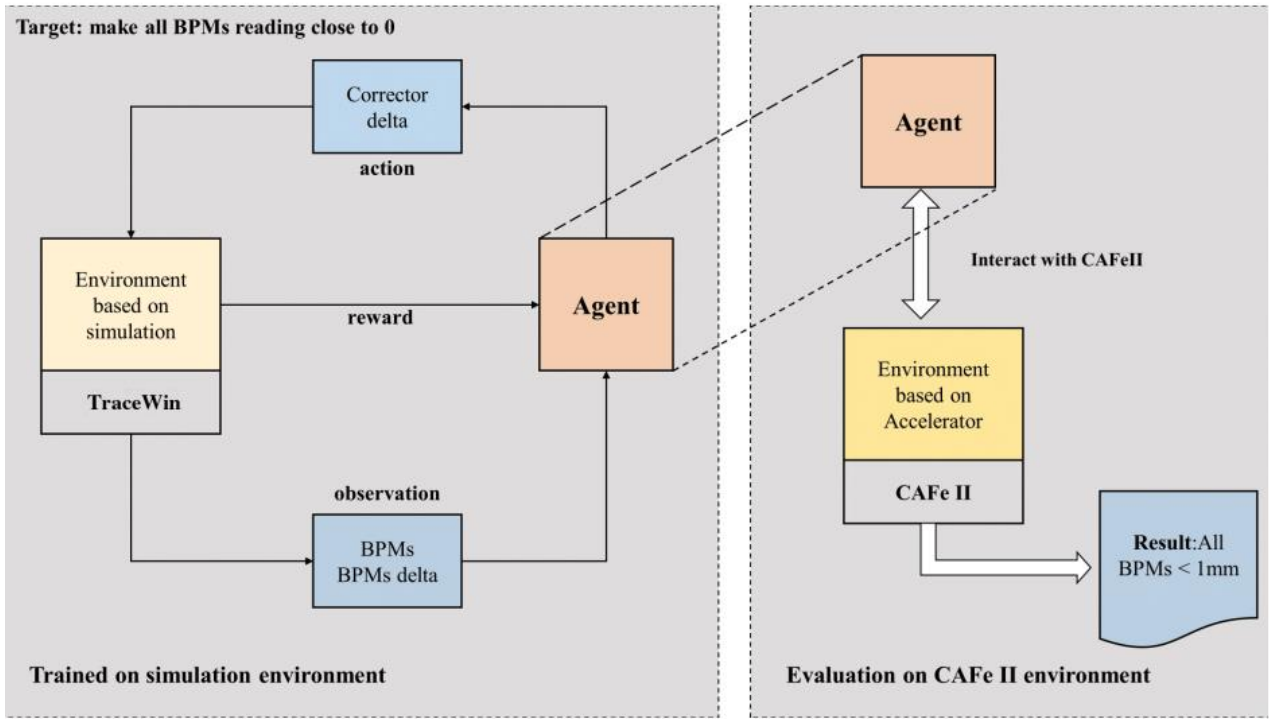 Target: make all BPMs reading close to 0
Corrector
delta
action
Environment
based on
simulation
TraceWin
reward
Agent
observation
BPMs
BPMs delta
Trained on simulation environment
Agent
Interact with CAFeII
Environment
based on
Accelerator
CAFe II
Result:All
BPMs < 1mm
Evaluation on CAFe II environment